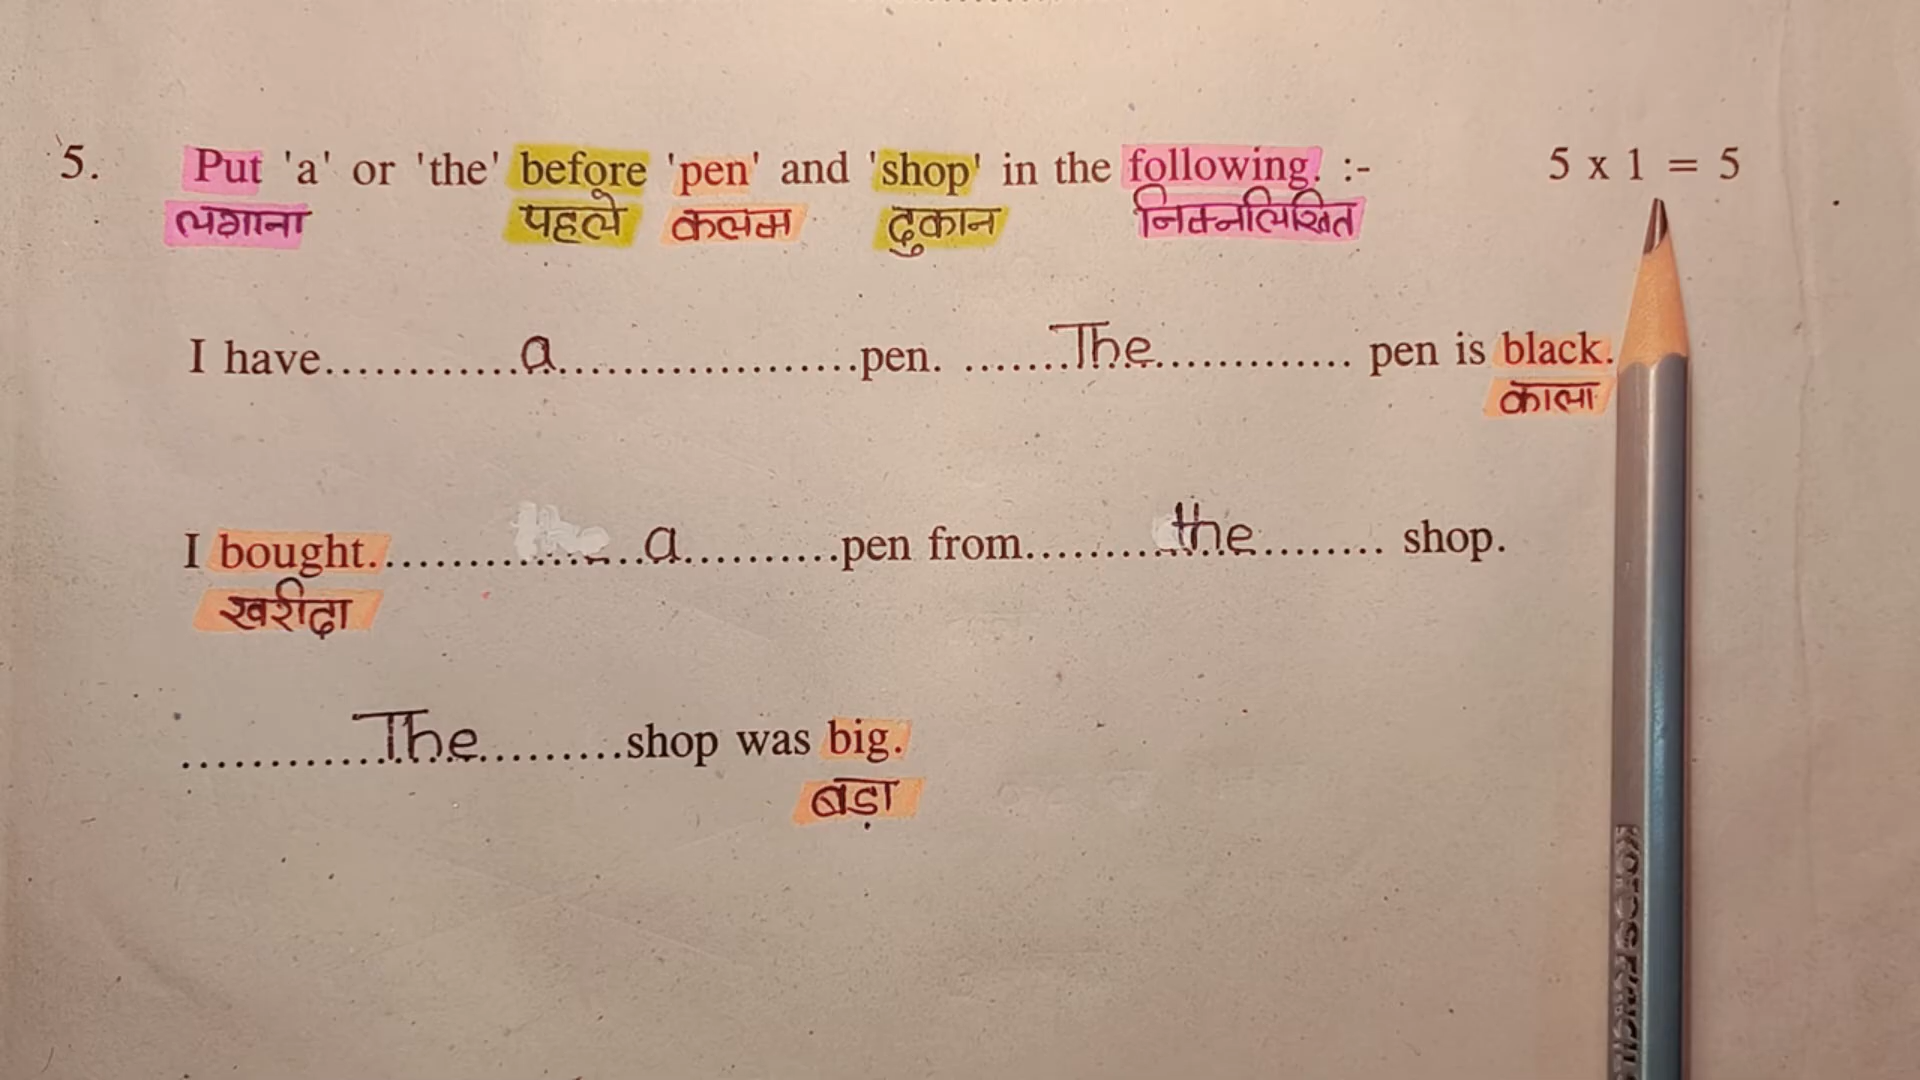 5. Put 'a' or 'the' before 'pen' and 'shop' in the following. :- 5 x 1 = 5
लगाना पहले कलम दुकान निम्नलिखित
I have............a...................pen. .......The............. pen is black.
काला
I bought...................a..........pen from..........the........ shop.
खरीदा
............The.........shop was big.
बड़ा